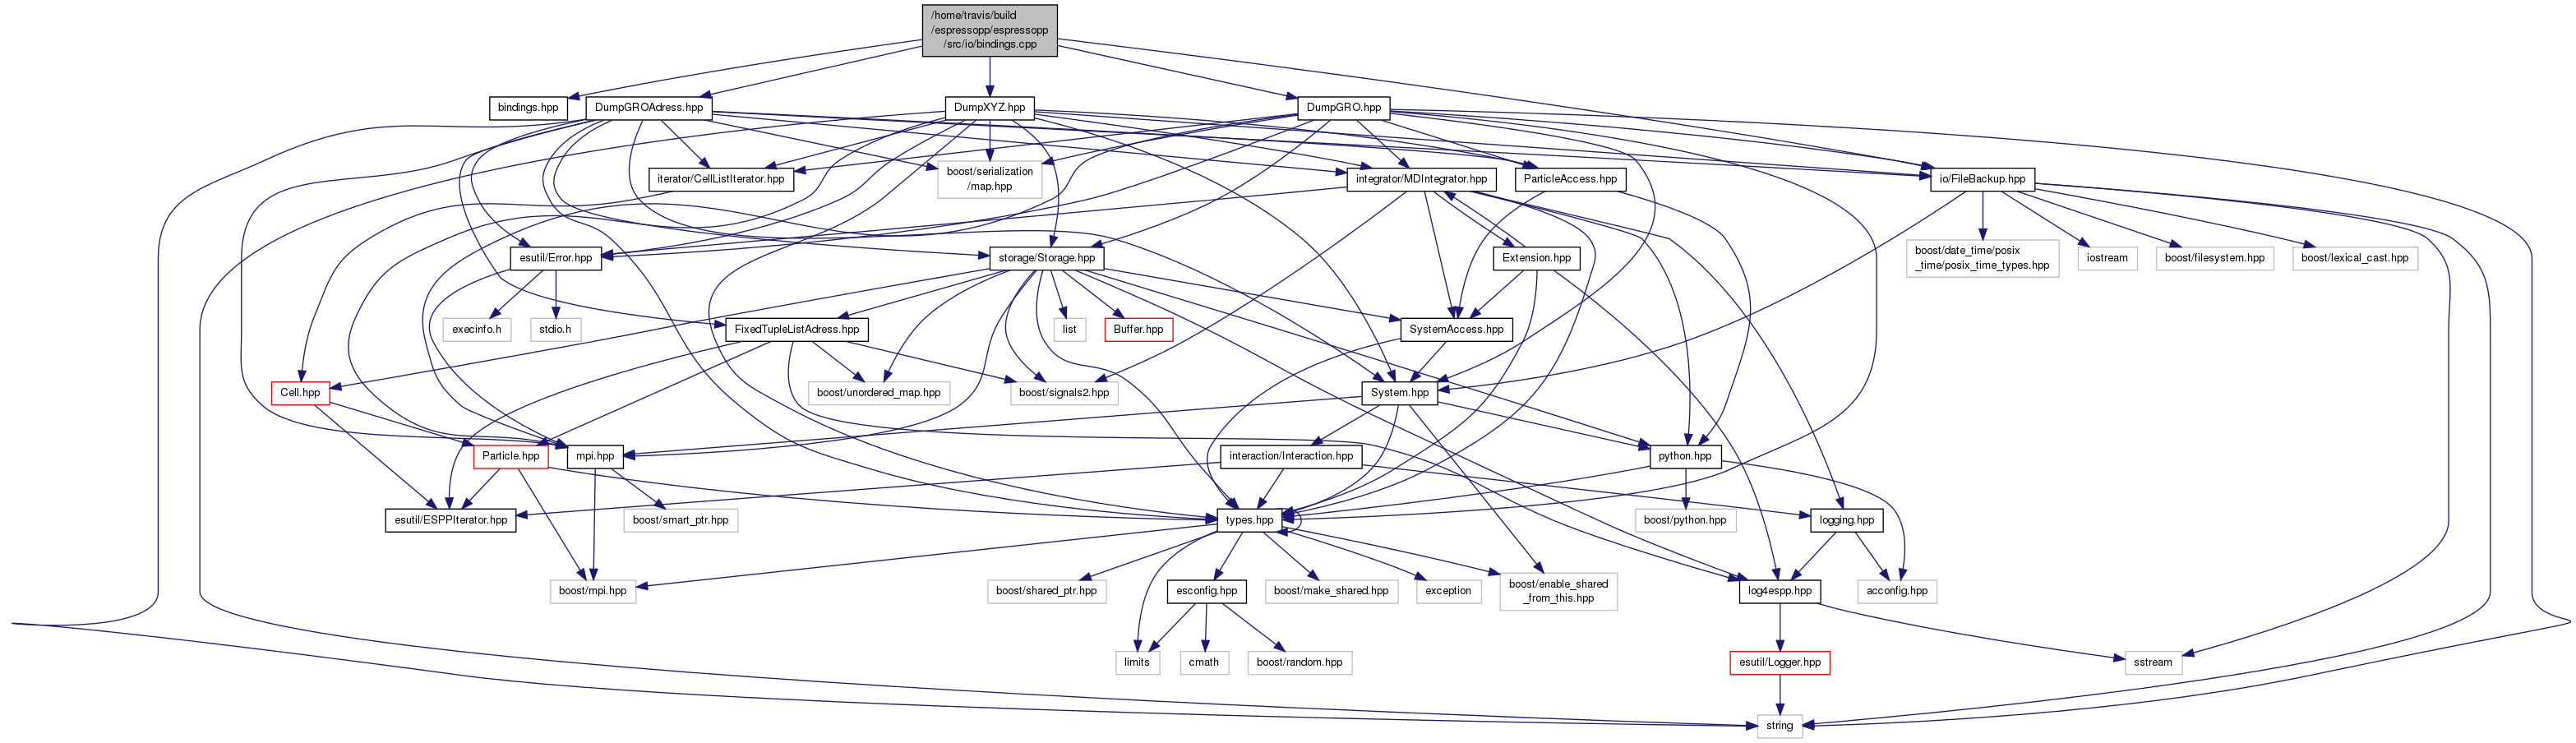 /home/travis/build
/espressopp/espressopp
/src/io/bindings.cpp
bindings.hpp
DumpGROAdress.hpp
DumpXYZ.hpp
DumpGRO.hpp
iterator/CellListIterator.hpp
boost/serialization
/map.hpp
integrator/MDIntegrator.hpp
ParticleAccess.hpp
io/FileBackup.hpp
esutil/Error.hpp
storage/Storage.hpp
Extension.hpp
boost/date_time/posix
_time/posix_time_types.hpp
iostream
boost/filesystem.hpp
boost/lexical_cast.hpp
execinfo.h
stdio.h
FixedTupleListAdress.hpp
list
Buffer.hpp
SystemAccess.hpp
Cell.hpp
boost/unordered_map.hpp
boost/signals2.hpp
System.hpp
Particle.hpp
mpi.hpp
interaction/Interaction.hpp
python.hpp
esutil/ESPPIterator.hpp
boost/smart_ptr.hpp
types.hpp
boost/python.hpp
logging.hpp
boost/mpi.hpp
boost/shared_ptr.hpp
esconfig.hpp
boost/make_shared.hpp
exception
boost/enable_shared
_from_this.hpp
log4espp.hpp
acconfig.hpp
limits
cmath
boost/random.hpp
esutil/Logger.hpp
sstream
string